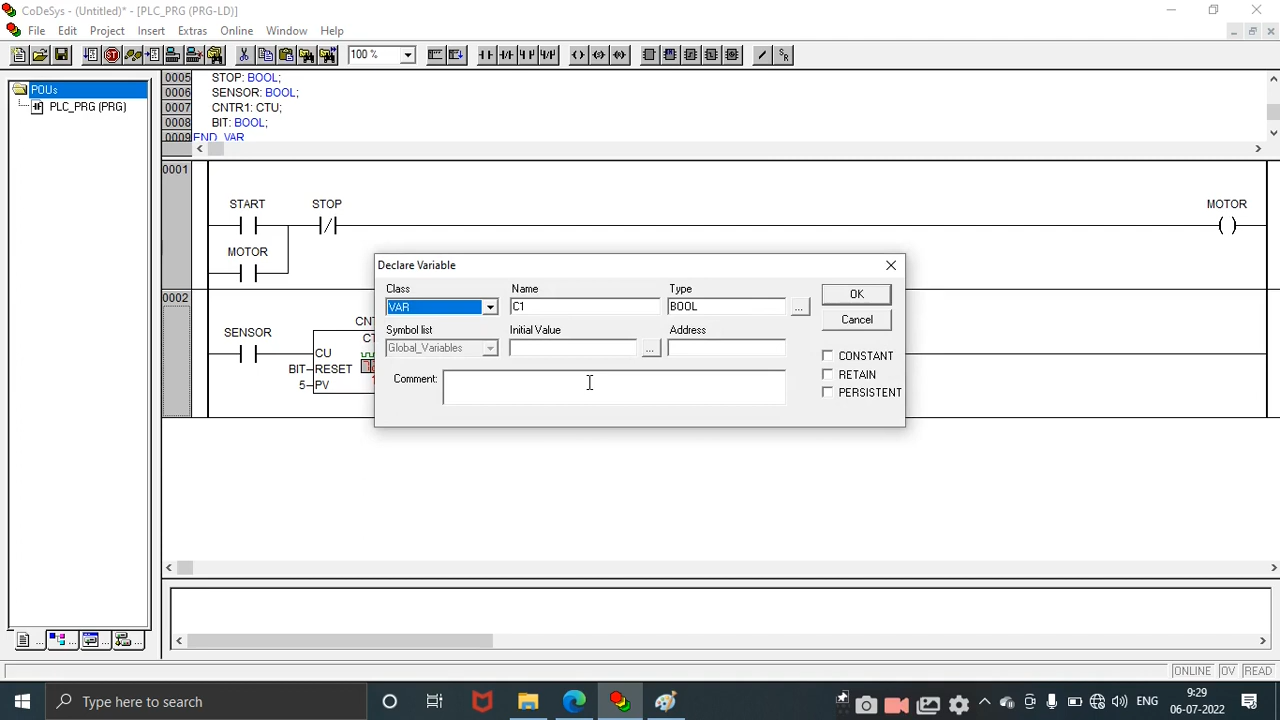 CoDeSys - (Untitled)* - [PLC_PRG (PRG-LD)]
File Edit Project Insert Extras Online Window Help
100 %
POUs
PLC_PRG (PRG)
0005 STOP: BOOL;
0006 SENSOR: BOOL;
0007 CNTR1: CTU;
0008 BIT: BOOL;
0009 END_VAR
0001
START STOP MOTOR
MOTOR
0002
SENSOR
CU
BIT RESET
5 PV
Declare Variable
Class Name Type
VAR C1 BOOL ... OK
Symbol list Initial Value Address Cancel
Global_Variables ...
CONSTANT
Comment: RETAIN
PERSISTENT
ONLINE OV READ
Type here to search
ENG 9:29
06-07-2022